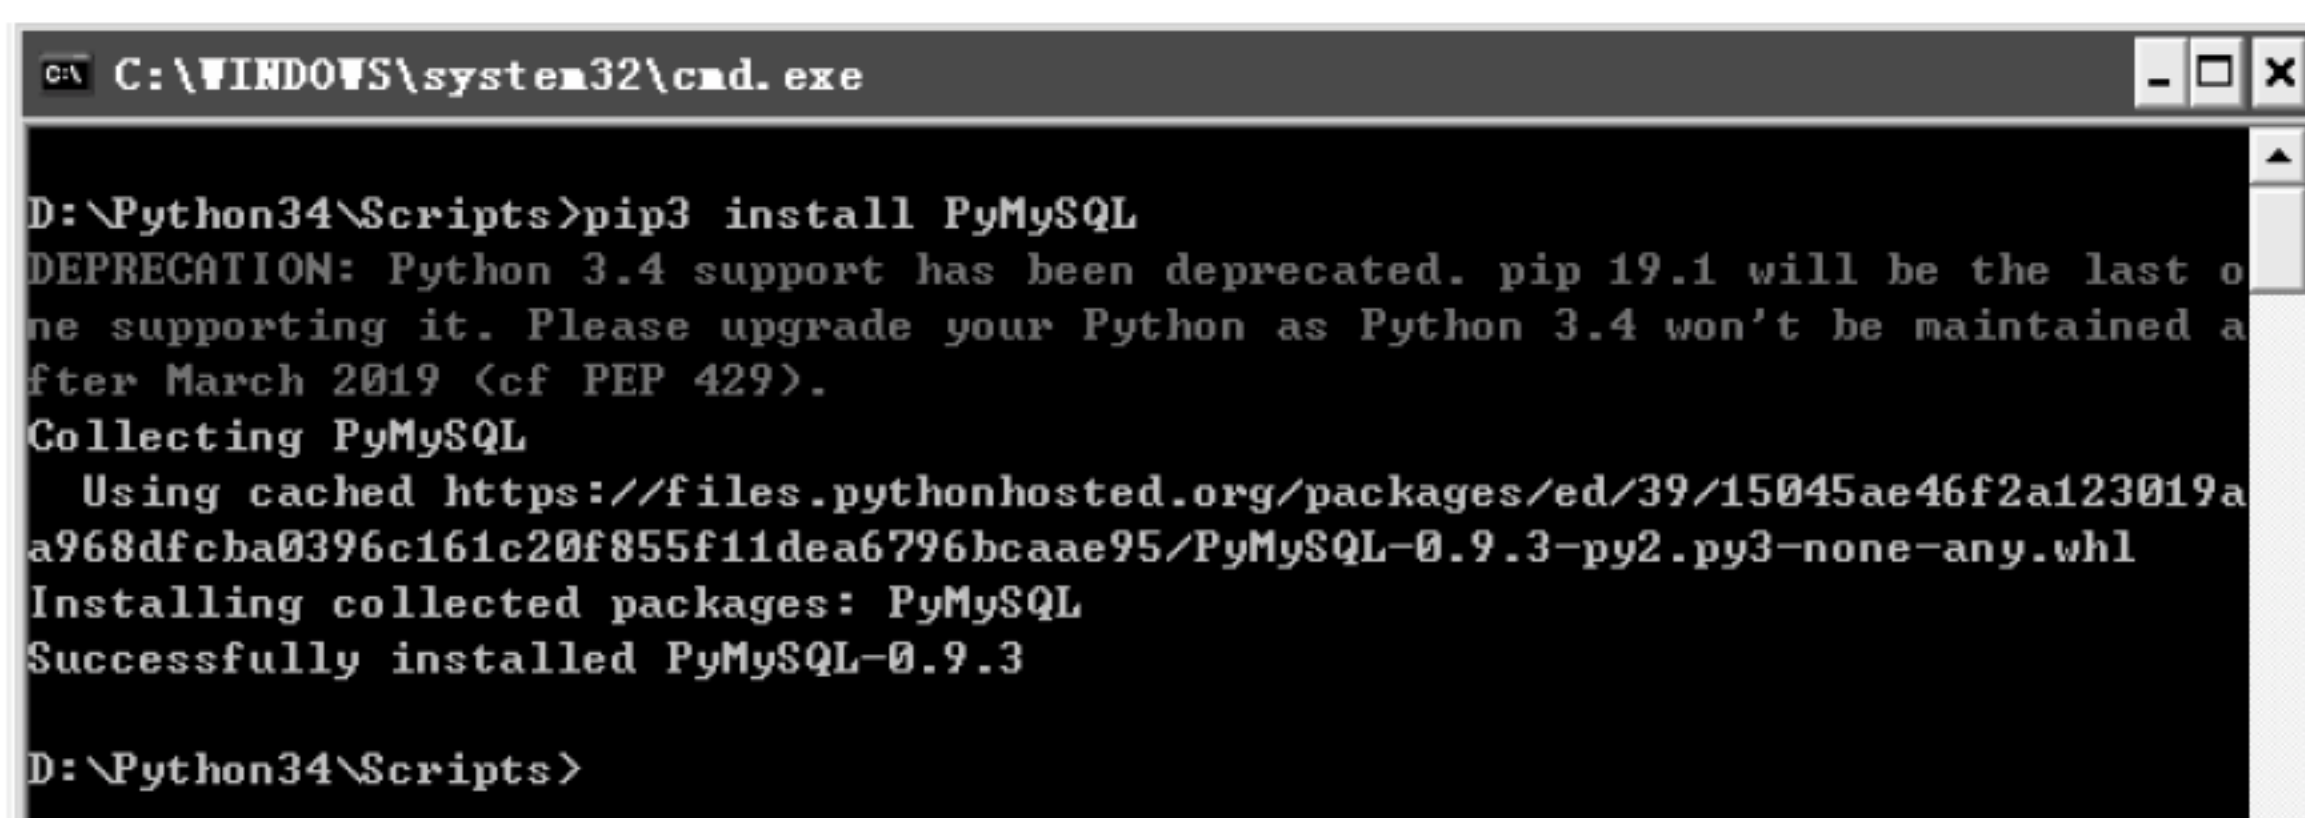 C:\WINDOWS\system32\cmd.exe
D:\Python34\Scripts>pip3 install PyMySQL
DEPRECATION: Python 3.4 support has been deprecated. pip 19.1 will be the last o
ne supporting it. Please upgrade your Python as Python 3.4 won't be maintained a
fter March 2019 (cf PEP 429).
Collecting PyMySQL
  Using cached https://files.pythonhosted.org/packages/ed/39/15045ae46f2a123019a
a968dfcba0396c161c20f855f11dea6796bcaae95/PyMySQL-0.9.3-py2.py3-none-any.whl
Installing collected packages: PyMySQL
Successfully installed PyMySQL-0.9.3
D:\Python34\Scripts>